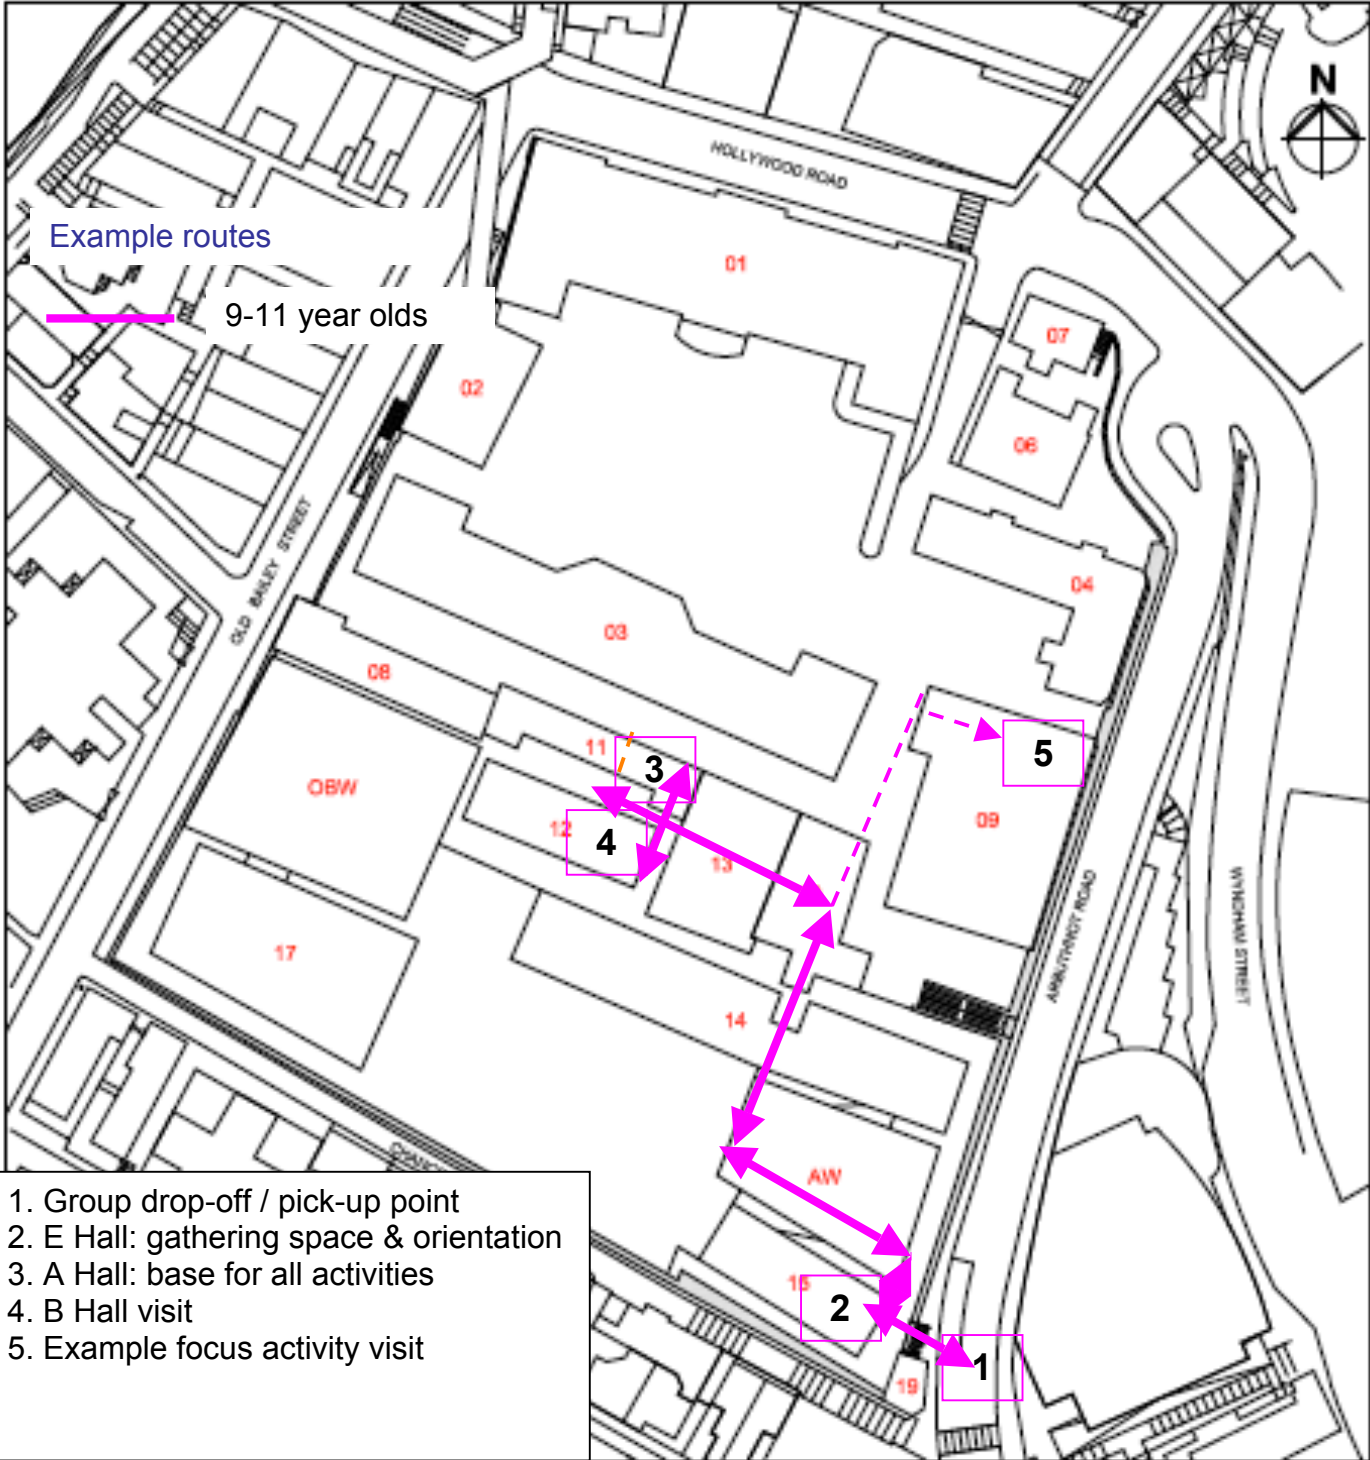 N
HOLLYWOOD ROAD
Example routes
01
9-11 year olds
07
02
06
OLD BAILEY STREET
04
03
08
11
3
5
OBW
12
4
13
09
ARBUTHNOT ROAD
WYNDHAM STREET
17
14
AW
1. Group drop-off / pick-up point
2. E Hall: gathering space & orientation
3. A Hall: base for all activities
4. B Hall visit
5. Example focus activity visit
2
1
19